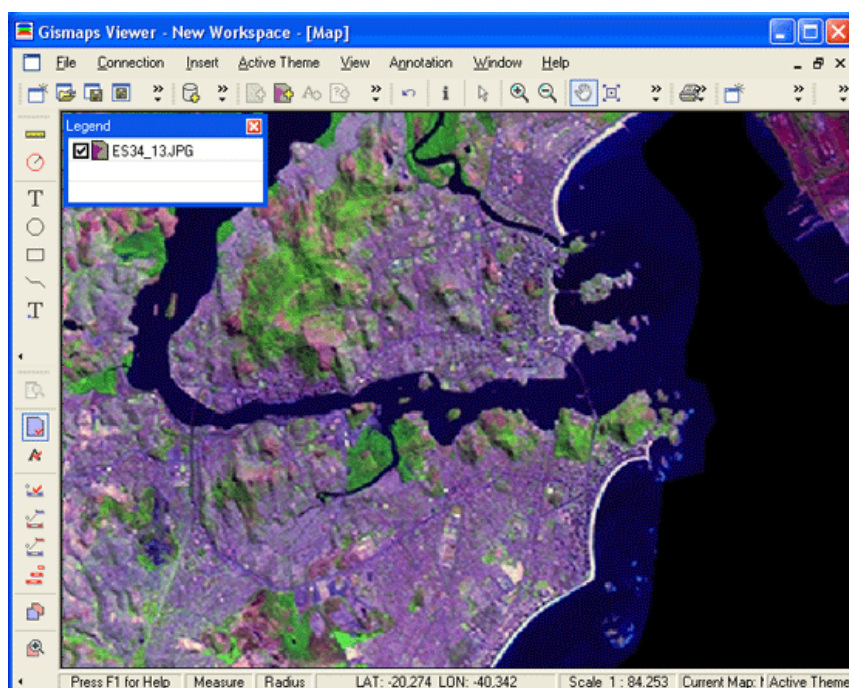 Gismaps Viewer - New Workspace - [Map]
File Connection Insert Active Theme View Annotation Window Help
Legend
ES34_13.JPG
T
T
Press F1 for Help Measure Radius LAT: -20,274 LON: -40,342 Scale 1 : 84.253 Current Map: Active Theme